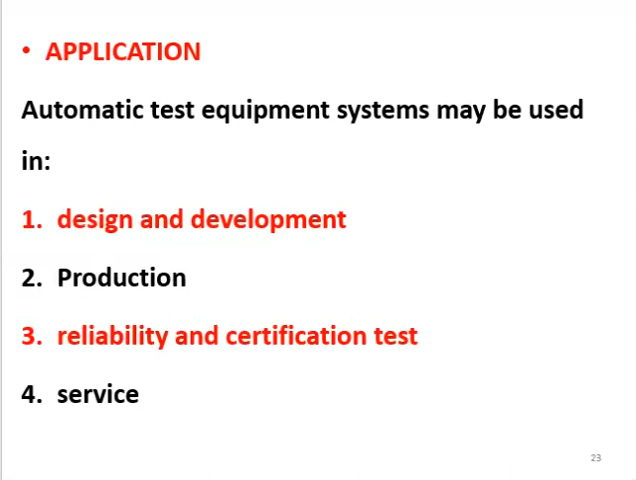 • APPLICATION
Automatic test equipment systems may be used
in:
1. design and development
2. Production
3. reliability and certification test
4. service
23